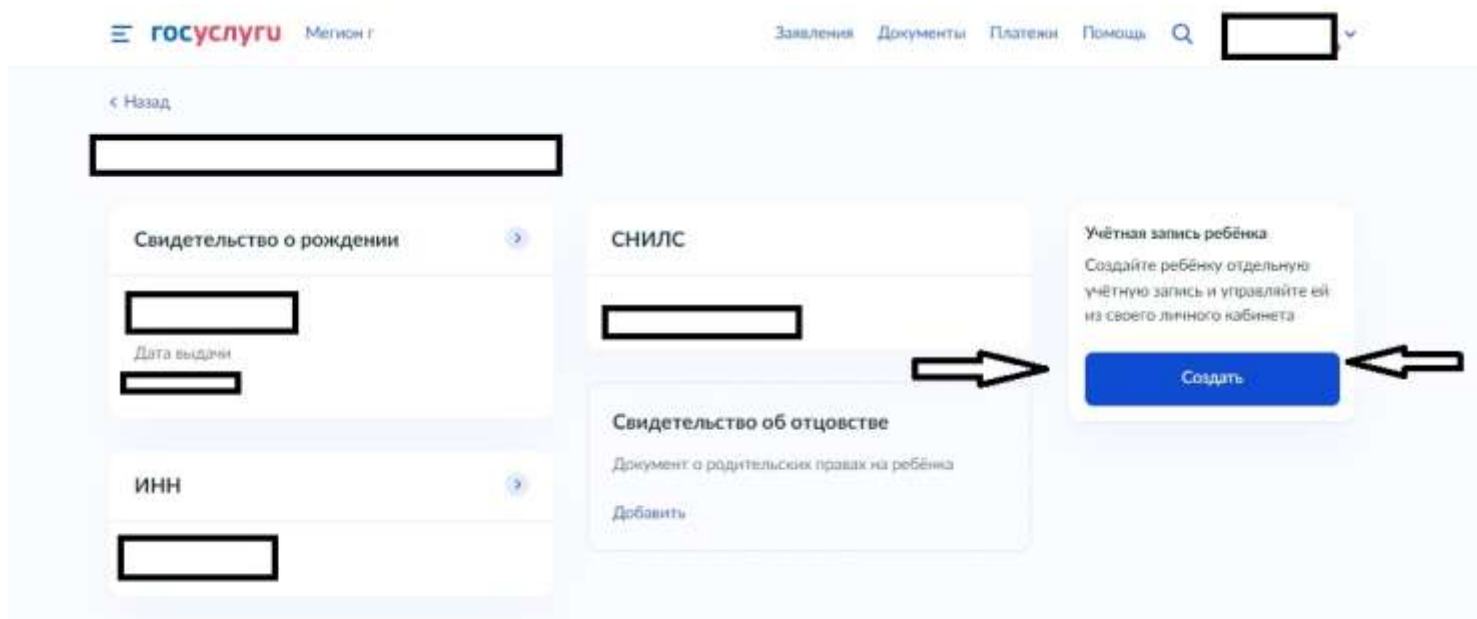 госуслуги Мегион г Заявления Документы Платежи Помощь
Назад
Свидетельство о рождении
Дата выдачи
ИНН
СНИЛС
Свидетельство об отцовстве
Документ о родительских правах на ребёнка
Добавить
Учётная запись ребёнка
Создайте ребёнку отдельную
учётную запись и управляйте ей
из своего личного кабинета
Создать